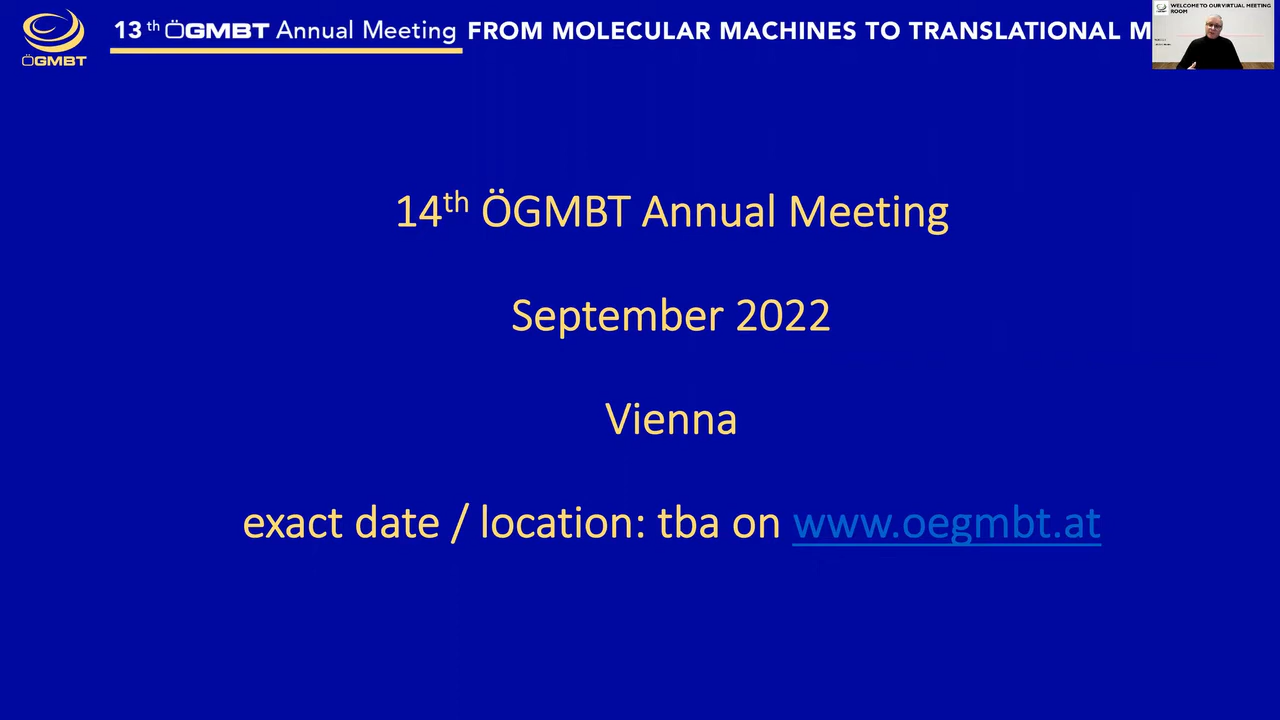 ÖGMBT
13th ÖGMBT Annual Meeting FROM MOLECULAR MACHINES TO TRANSLATIONAL M
WELCOME TO OUR VIRTUAL MEETING
ROOM
14th ÖGMBT Annual Meeting
September 2022
Vienna
exact date / location: tba on www.oegmbt.at